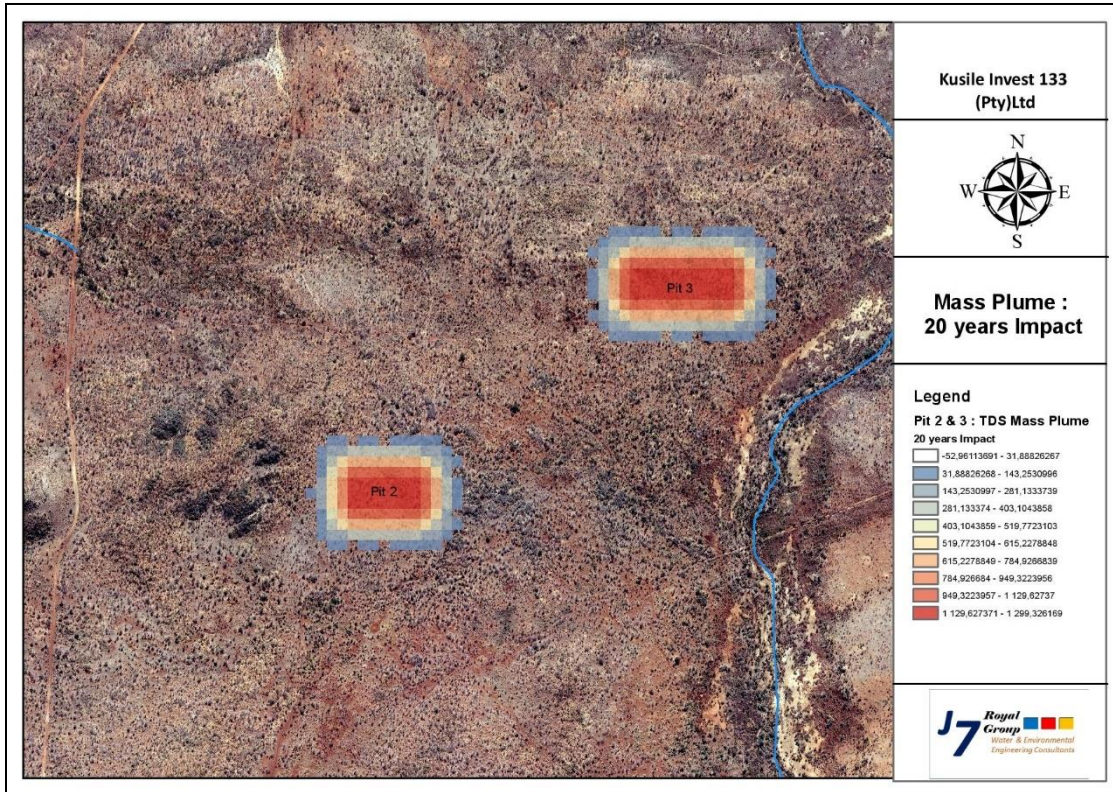 Kusile Invest 133
(Pty)Ltd
N
W E
S
Mass Plume :
20 years Impact
Legend
Pit 2 & 3 : TDS Mass Plume
20 years Impact
-52,96113691 - 31,88826267
31,88826268 - 143,2530996
143,2530997 - 281,1333739
281,133374 - 403,1043858
403,1043859 - 519,7723103
519,7723104 - 615,2278848
615,2278849 - 784,9266839
784,926684 - 949,3223956
949,3223957 - 1 129,62737
1 129,627371 - 1 299,326169
Pit 3
Pit 2
J7 Royal
Group
Water & Environmental
Engineering Consultants